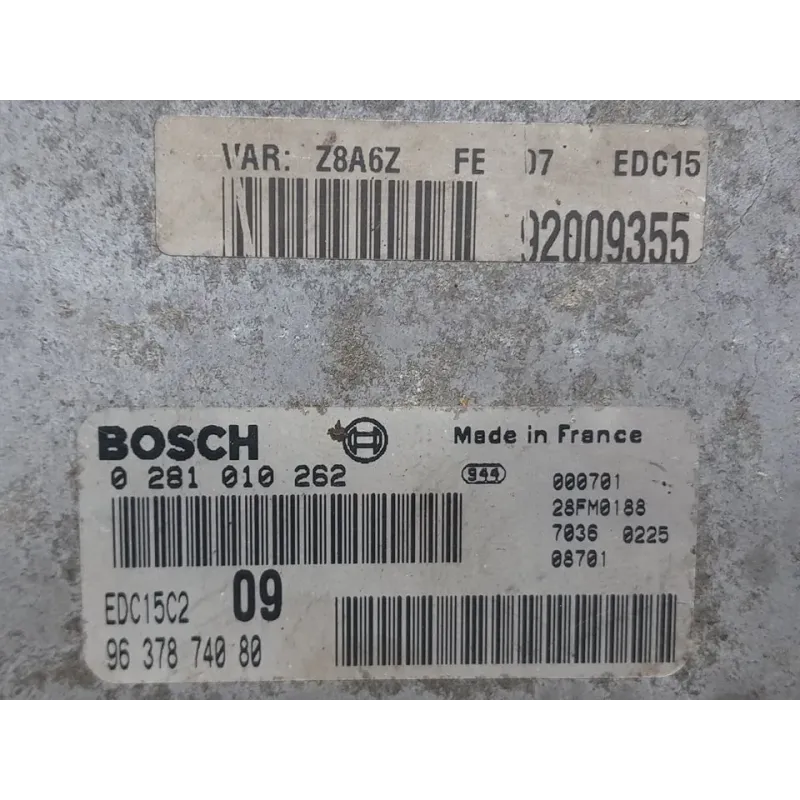 VAR: Z8A6Z FE 07 EDC15
92009355
BOSCH Made in France
0 281 010 262 944 000701
28FM0188
7036 0225
08701
EDC15C2 09
96 378 740 80